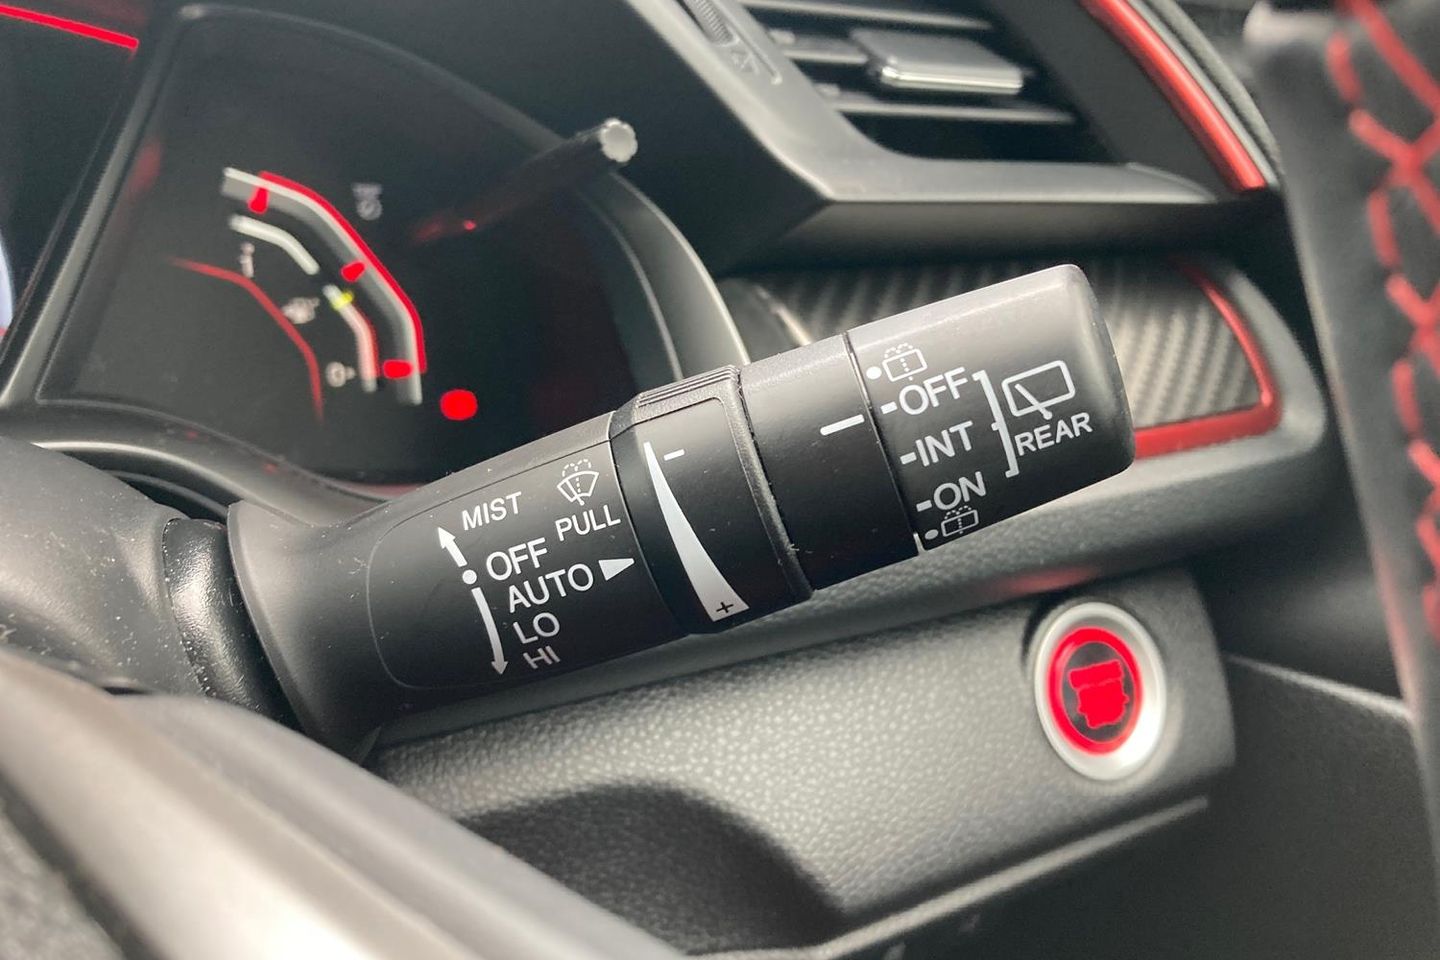 MIST
PULL
OFF
AUTO
LO
HI
-
+
OFF
INT
ON
REAR